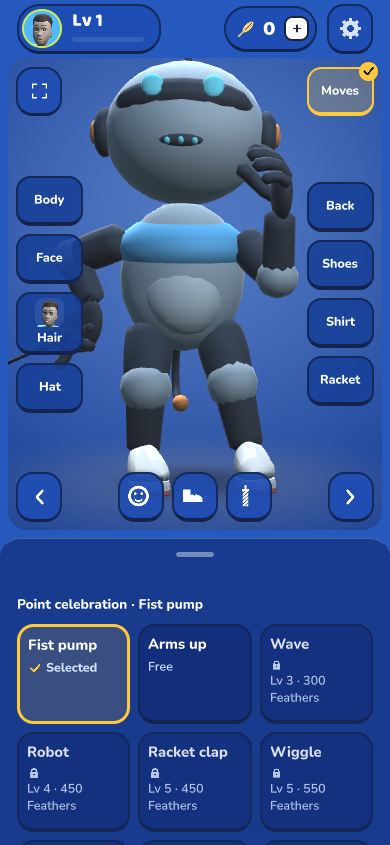 Lv 1
0
+
Moves
Body
Back
Face
Shoes
Hair
Shirt
Hat
Racket
Point celebration · Fist pump
Fist pump
Selected
Arms up
Free
Wave
Lv 3 · 300
Feathers
Robot
Lv 4 · 450
Feathers
Racket clap
Lv 5 · 450
Feathers
Wiggle
Lv 5 · 550
Feathers